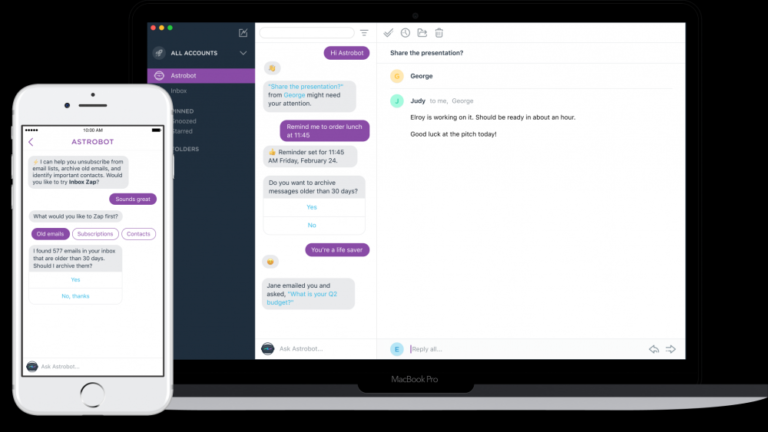 10:00 AM
ASTROBOT
I can help you unsubscribe from
email lists, archive old emails, and
identify important contacts. Would
you like to try Inbox Zap?
Sounds great
What would you like to Zap first?
Old emails
Subscriptions
Contacts
I found 577 emails in your inbox
that are older than 30 days.
Should I archive them?
Yes
No, thanks
Ask Astrobot...
ALL ACCOUNTS
Astrobot
Inbox
PINNED
Snoozed
Starred
FOLDERS
Hi Astrobot
"Share the presentation?"
from George might need
your attention.
Remind me to order lunch
at 11:45
Reminder set for 11:45
AM Friday, February 24.
Do you want to archive
messages older than 30 days?
Yes
No
You're a life saver
Jane emailed you and
asked, "What is your Q2
budget?"
Ask Astrobot...
Share the presentation?
G George
J Judy to me, George
Elroy is working on it. Should be ready in about an hour.
Good luck at the pitch today!
E Reply all...
MacBook Pro